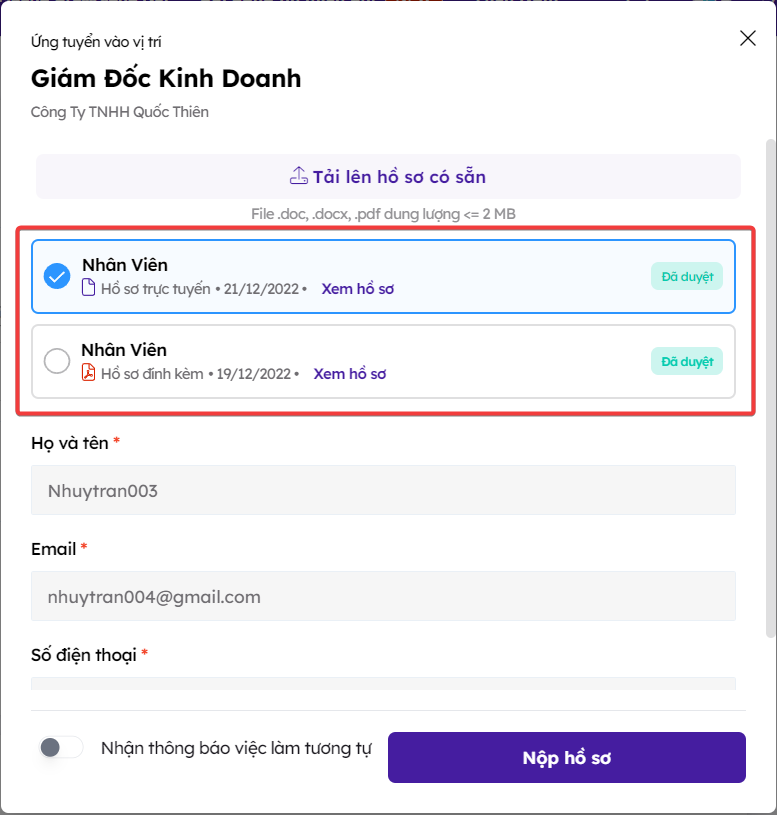 Ứng tuyển vào vị trí
Giám Đốc Kinh Doanh
Công Ty TNHH Quốc Thiên
Tải lên hồ sơ có sẵn
File .doc, .docx, .pdf dung lượng <= 2 MB
Nhân Viên
Hồ sơ trực tuyến • 21/12/2022 • Xem hồ sơ
Đã duyệt
Nhân Viên
Hồ sơ đính kèm • 19/12/2022 • Xem hồ sơ
Đã duyệt
Họ và tên *
Nhuytran003
Email *
nhuytran004@gmail.com
Số điện thoại *
Nhận thông báo việc làm tương tự
Nộp hồ sơ